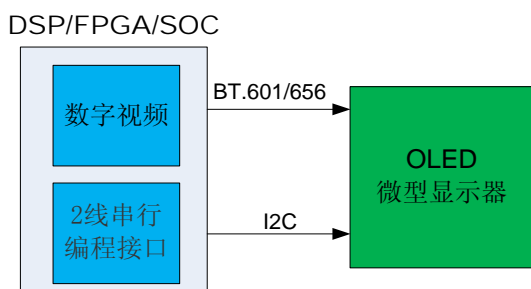 DSP/FPGA/SOC
数字视频
BT.601/656
OLED
微型显示器
2线串行
编程接口
I2C